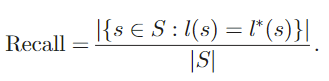 Recall = |{s ∈ S : l(s) = l*(s)}| / |S| .